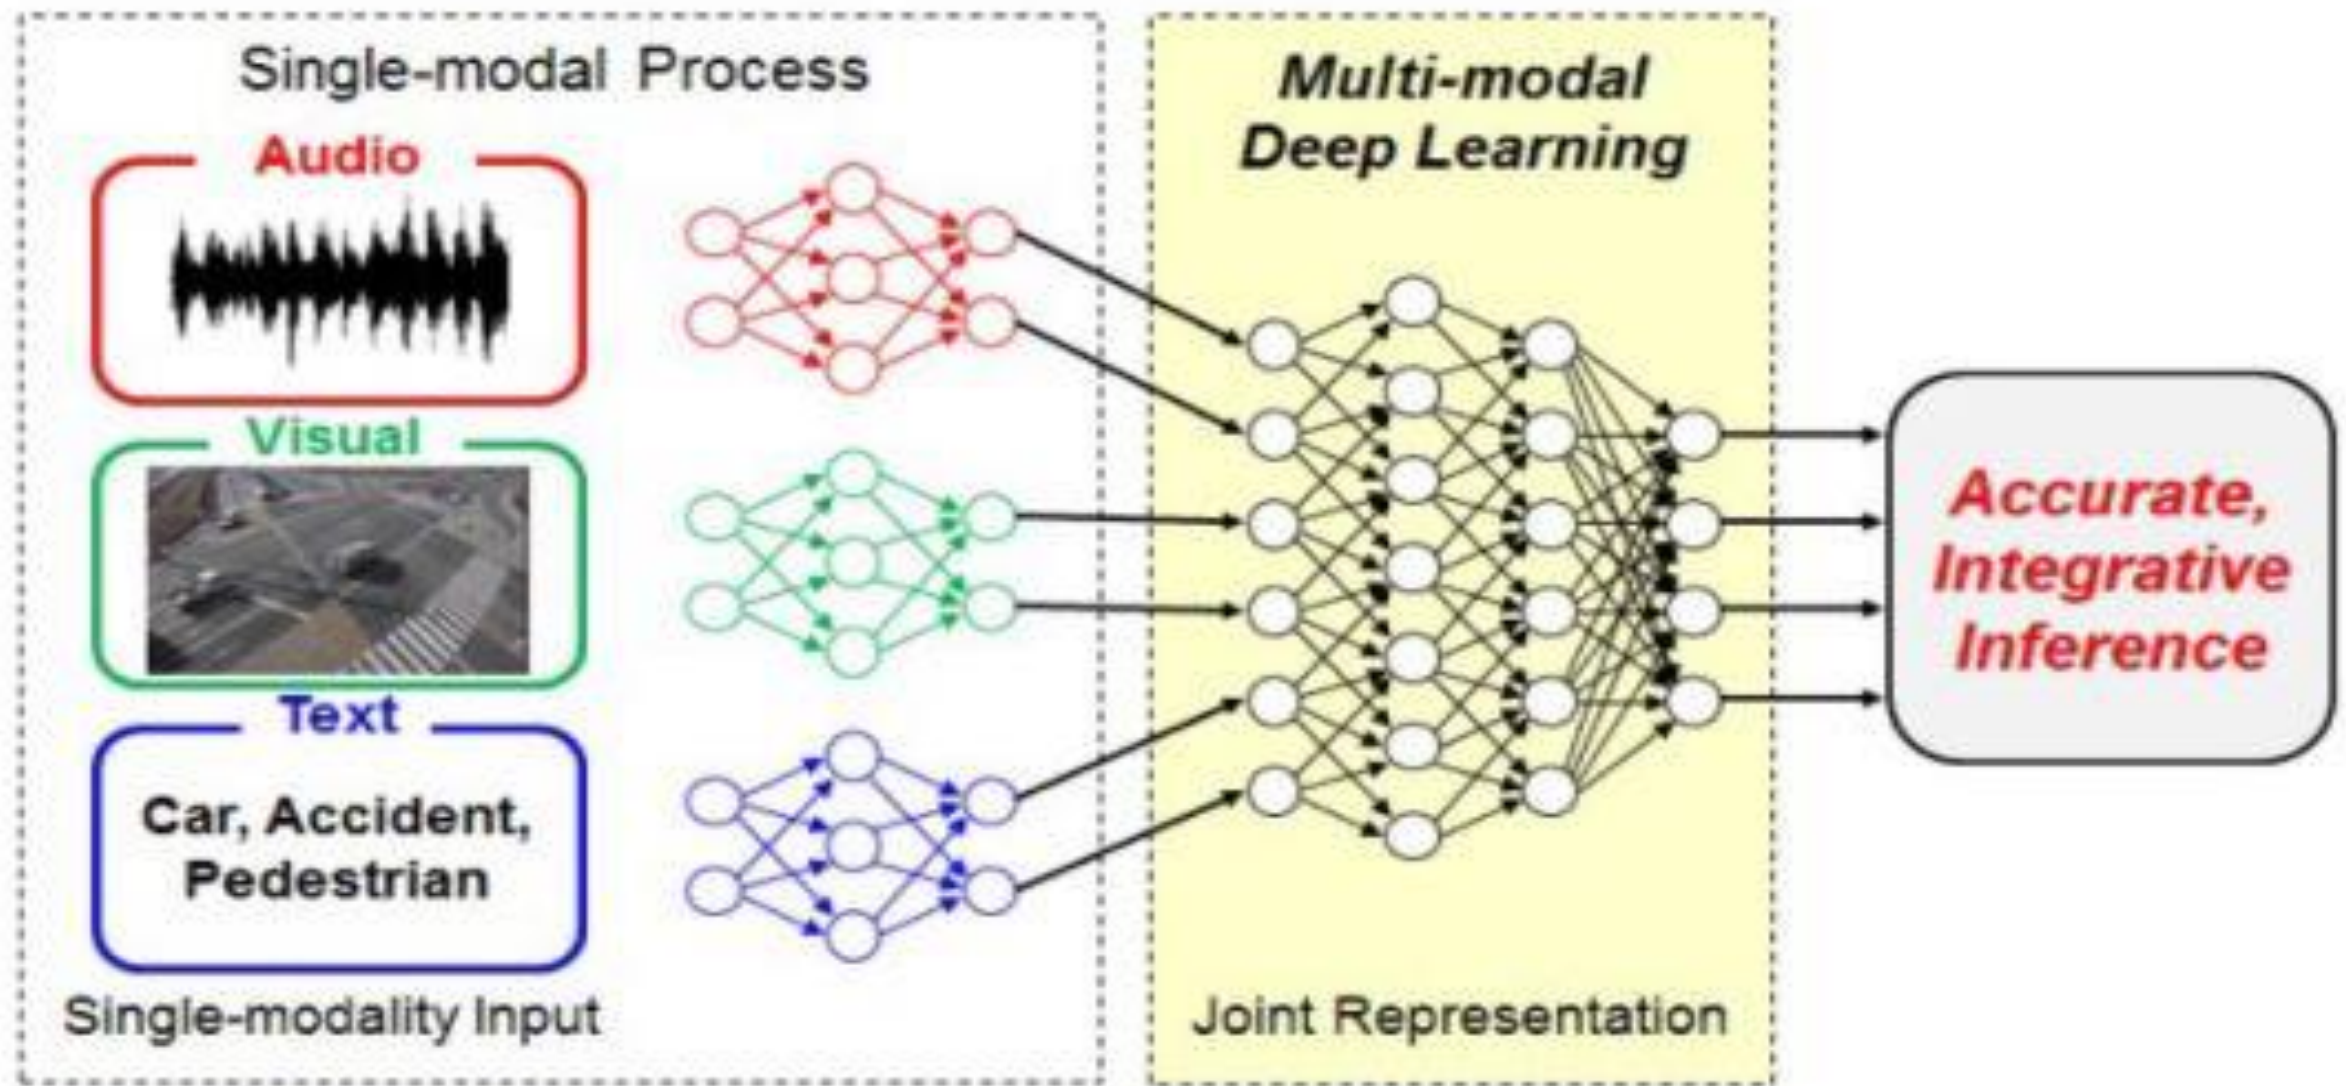 Single-modal Process
Audio
Visual
Text
Car, Accident,
Pedestrian
Single-modality Input
Multi-modal
Deep Learning
Joint Representation
Accurate,
Integrative
Inference